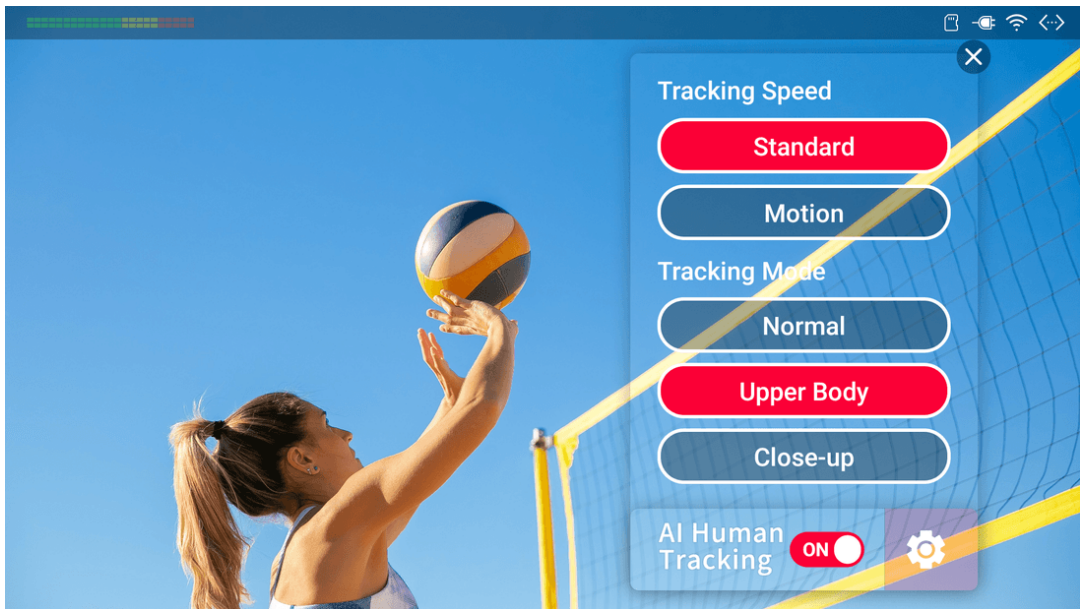 Tracking Speed
Standard
Motion
Tracking Mode
Normal
Upper Body
Close-up
AI Human
Tracking
ON